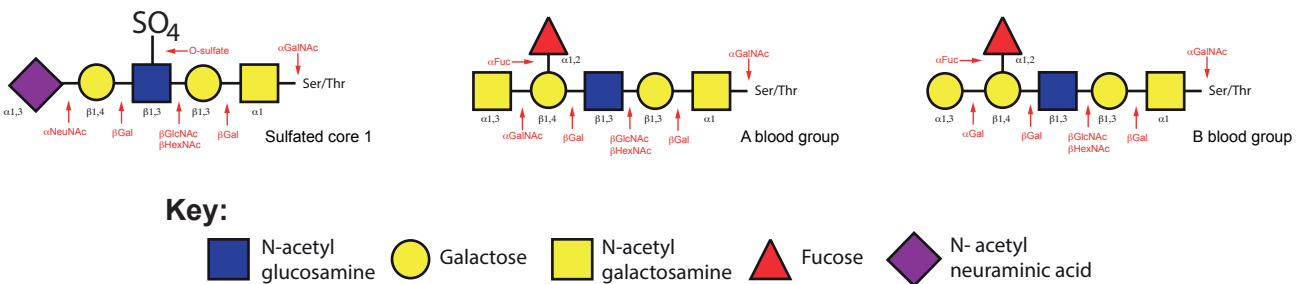 SO4
O-sulfate
αGalNAc
Ser/Thr
α1,3
β1,4
β1,3
β1,3
α1
αNeuNAc
βGal
βGlcNAc
βHexNAc
βGal
Sulfated core 1
αFuc
α1,2
αGalNAc
Ser/Thr
α1,3
β1,4
β1,3
β1,3
α1
αGalNAc
βGal
βGlcNAc
βHexNAc
βGal
A blood group
αFuc
α1,2
αGalNAc
Ser/Thr
α1,3
β1,4
β1,3
β1,3
α1
αGal
βGal
βGlcNAc
βHexNAc
βGal
B blood group
Key:
N-acetyl
glucosamine
Galactose
N-acetyl
galactosamine
Fucose
N- acetyl
neuraminic acid